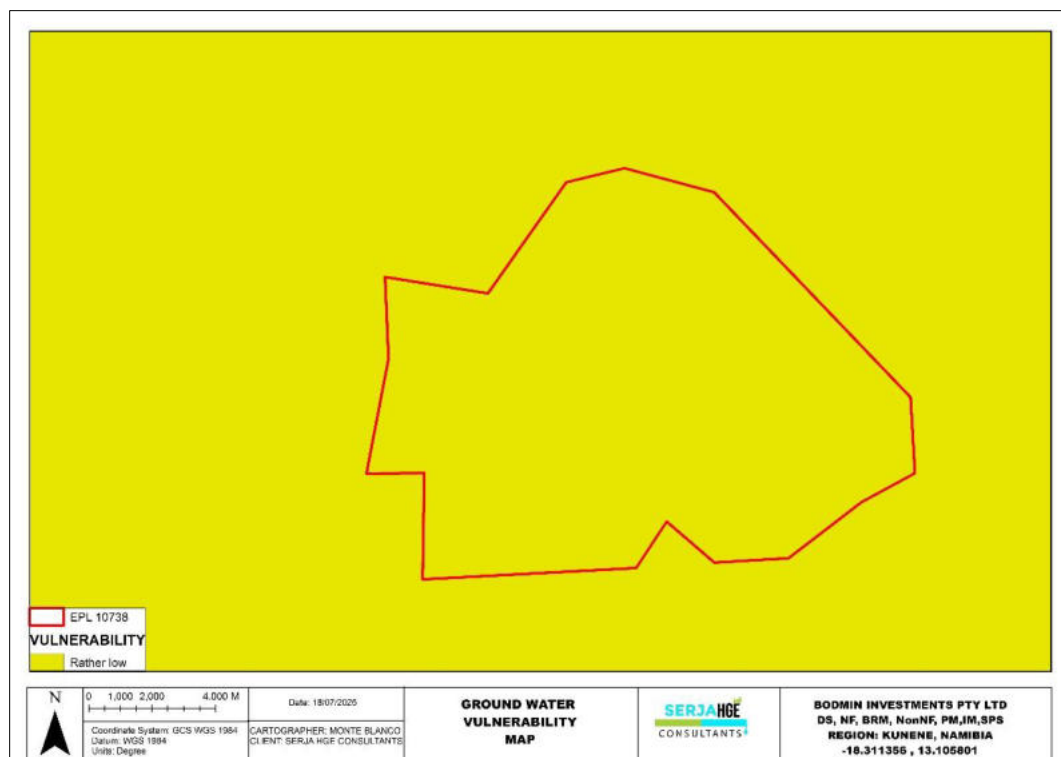 EPL 10738
VULNERABILITY
Rather low
N
0 1,000 2,000 4,000 M
Coordinate System: GCS WGS 1984
Datum: WGS 1984
Units: Degree
Date: 18/07/2025
CARTOGRAPHER: MONTE BLANCO
CLIENT: SERJA HGE CONSULTANTS
GROUND WATER
VULNERABILITY
MAP
SERJA HGE
CONSULTANTS
BODMIN INVESTMENTS PTY LTD
DS, NF, BRM, NonNF, PM,IM,SPS
REGION: KUNENE, NAMIBIA
-18.311356 , 13.105801